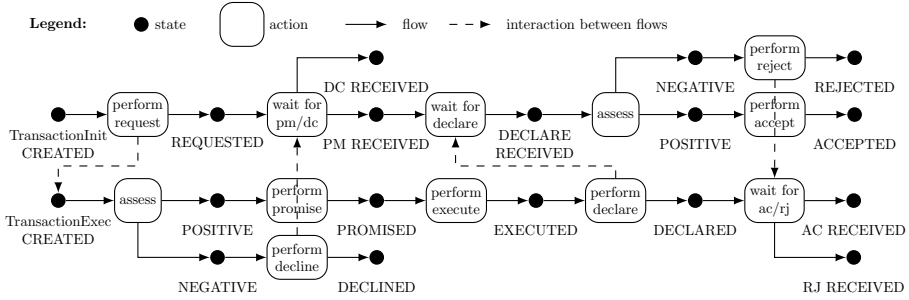 Legend:
state
action
flow
interaction between flows
perform
reject
DC RECEIVED
NEGATIVE
REJECTED
perform
request
wait for
pm/dc
wait for
declare
assess
perform
accept
TransactionInit
CREATED
REQUESTED
PM RECEIVED
DECLARE
RECEIVED
POSITIVE
ACCEPTED
assess
perform
promise
perform
execute
perform
declare
wait for
ac/rj
TransactionExec
CREATED
POSITIVE
PROMISED
EXECUTED
DECLARED
AC RECEIVED
perform
decline
NEGATIVE
DECLINED
RJ RECEIVED